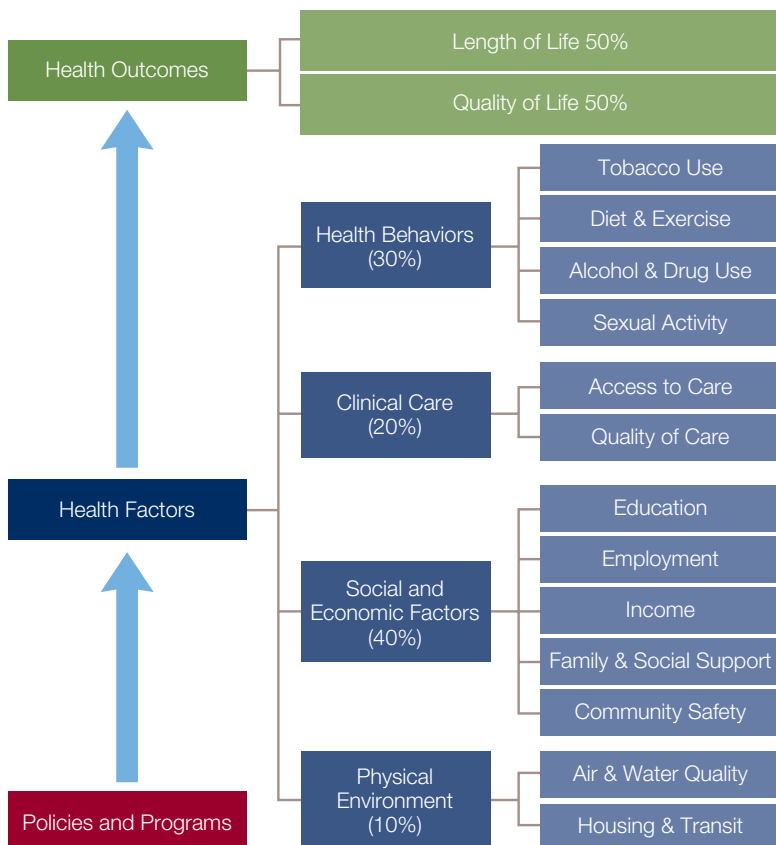 Health Outcomes
Length of Life 50%
Quality of Life 50%
Health Behaviors
(30%)
Tobacco Use
Diet & Exercise
Alcohol & Drug Use
Sexual Activity
Clinical Care
(20%)
Access to Care
Quality of Care
Health Factors
Social and
Economic Factors
(40%)
Education
Employment
Income
Family & Social Support
Community Safety
Physical
Environment
(10%)
Air & Water Quality
Housing & Transit
Policies and Programs